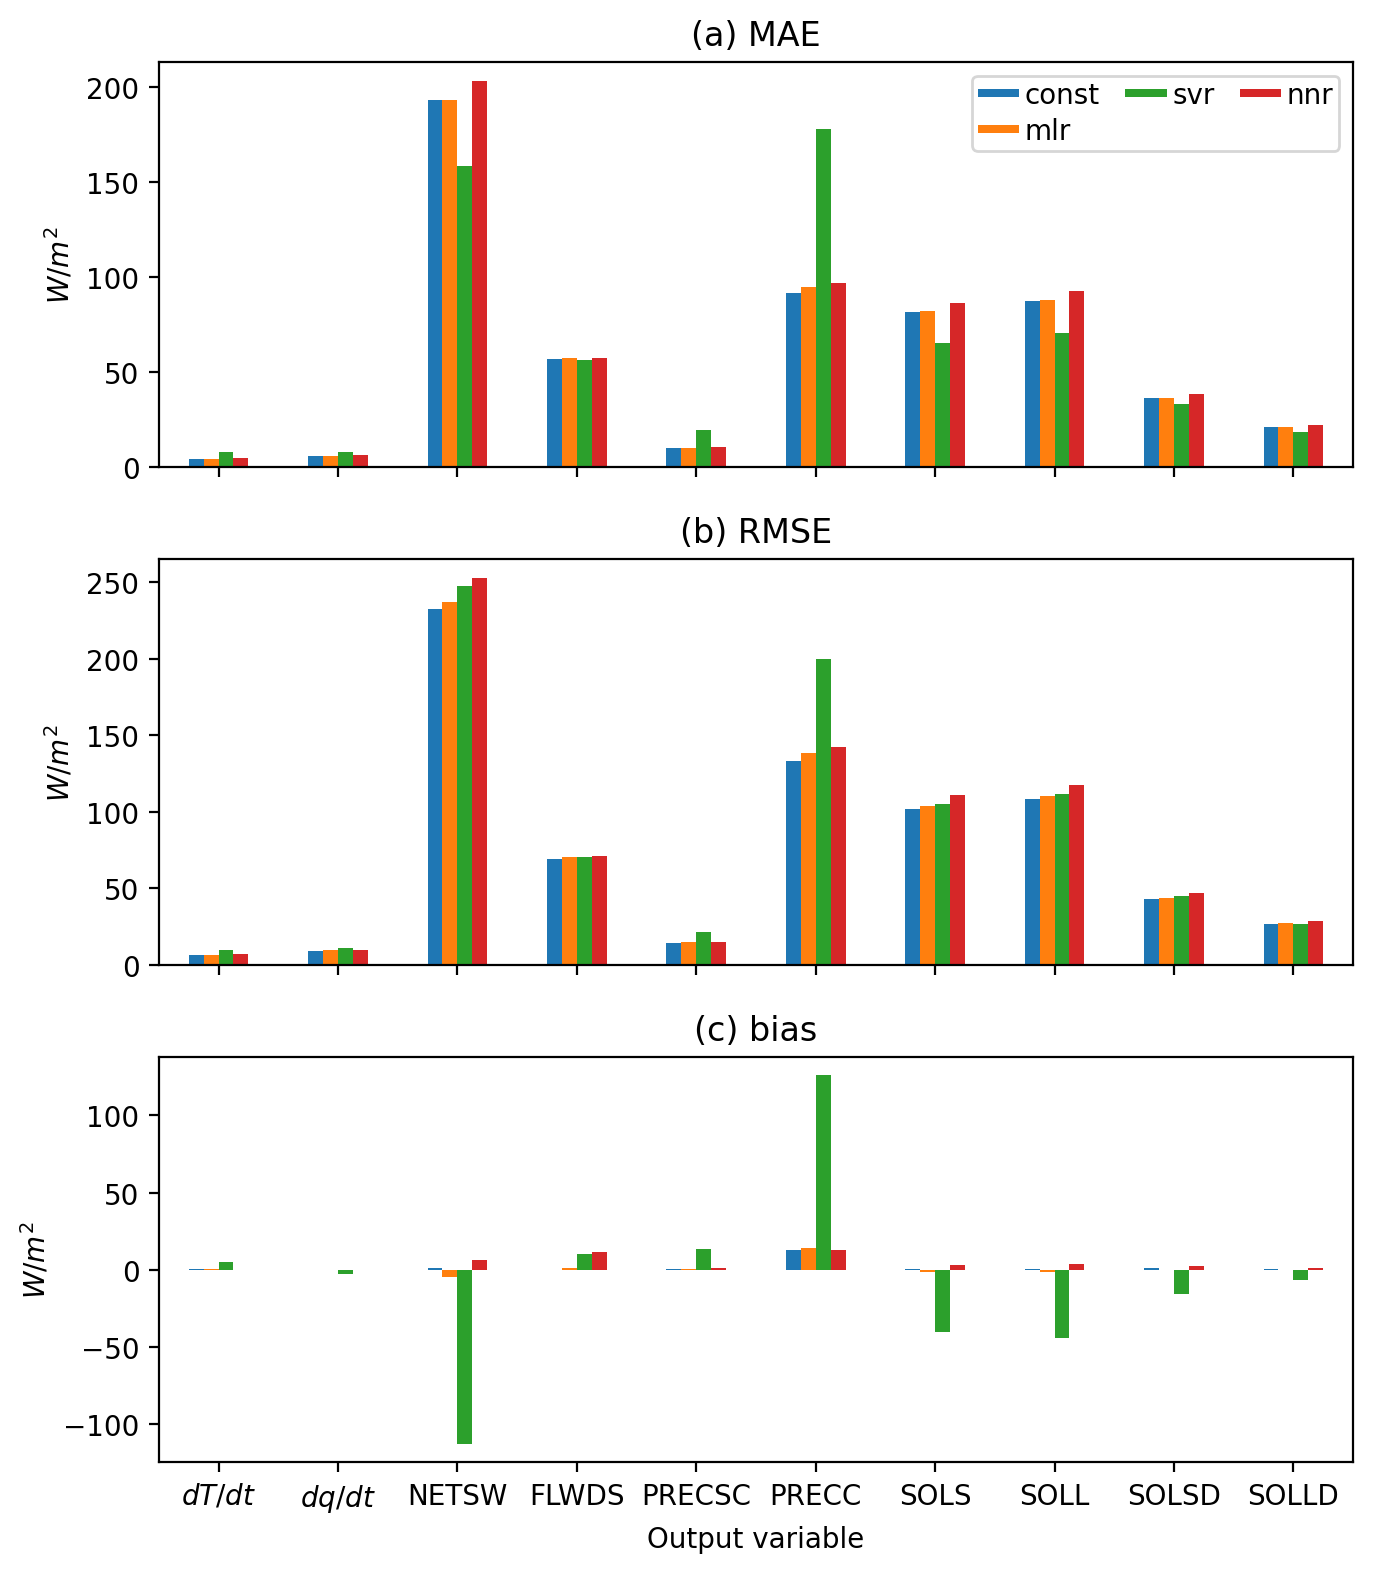 (a) MAE
200
150
100
50
0
W/m²
const svr nnr
mlr
(b) RMSE
250
200
150
100
50
0
W/m²
(c) bias
100
50
0
−50
−100
W/m²
dT/dt dq/dt NETSW FLWDS PRECSC PRECC SOLS SOLL SOLSD SOLLD
Output variable